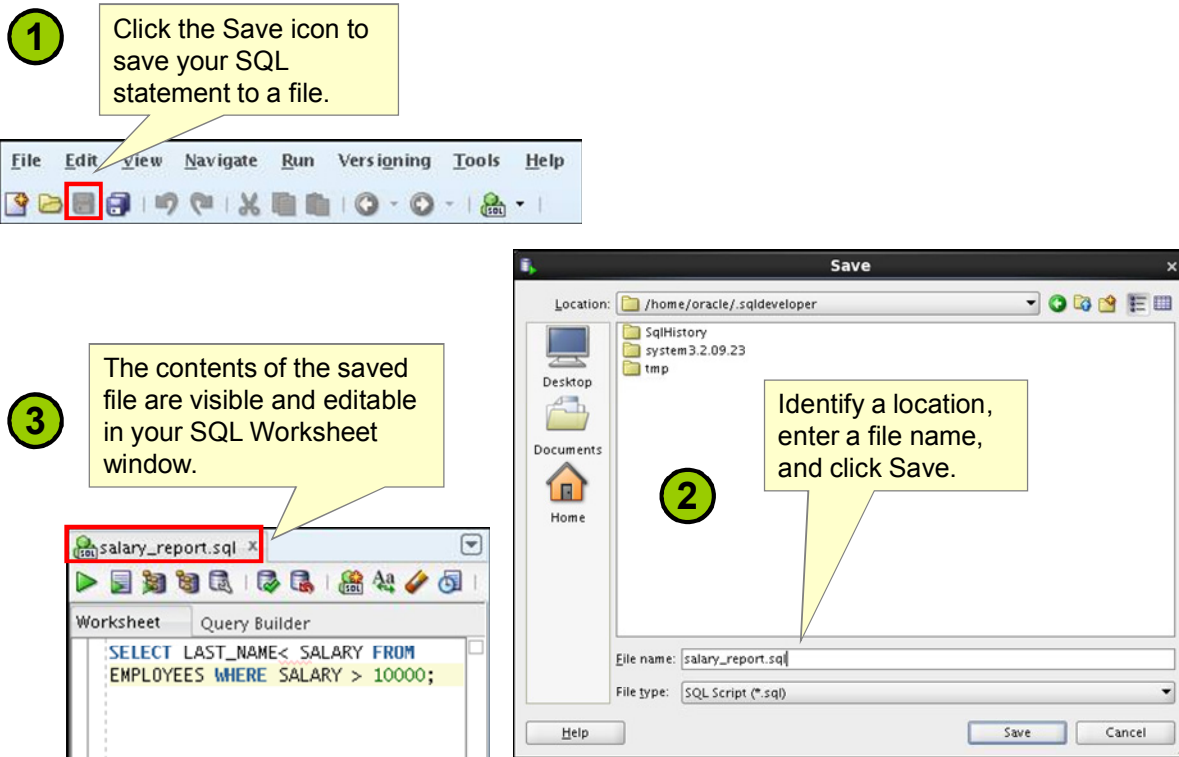 1
Click the Save icon to
save your SQL
statement to a file.
File Edit View Navigate Run Versioning Tools Help
SQL
Save
Location: /home/oracle/.sqldeveloper
SqlHistory
system3.2.09.23
tmp
Desktop
Documents
Home
2
Identify a location,
enter a file name,
and click Save.
File name: salary_report.sql
File type: SQL Script (*.sql)
Help Save Cancel
3
The contents of the saved
file are visible and editable
in your SQL Worksheet
window.
SQL salary_report.sql
SQL Aa
Worksheet Query Builder
SELECT LAST_NAME< SALARY FROM
EMPLOYEES WHERE SALARY > 10000;